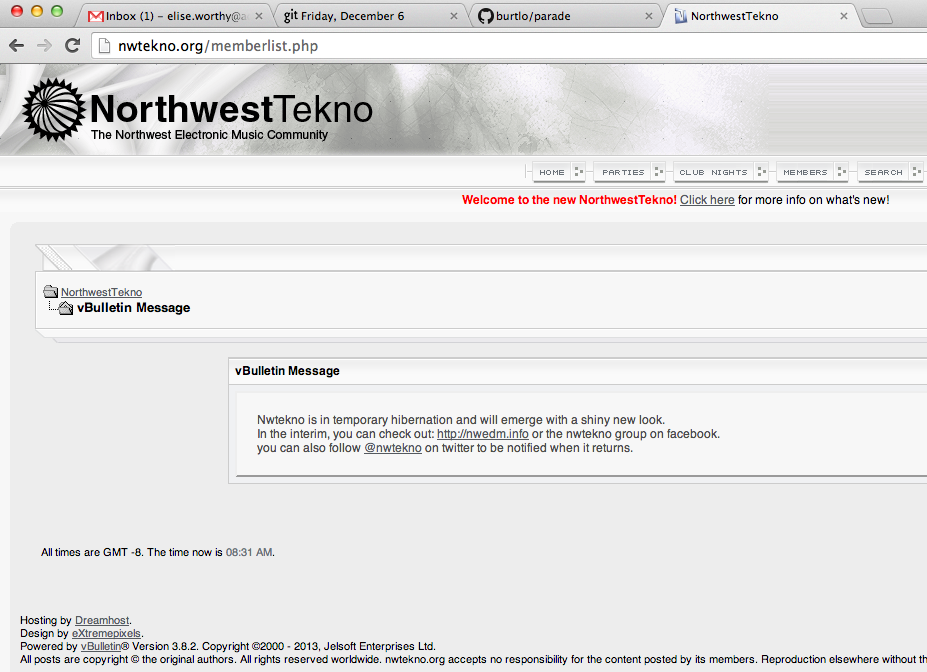 Inbox (1) – elise.worthy@a
git Friday, December 6
burtlo/parade
NorthwestTekno
nwtekno.org/memberlist.php
NorthwestTekno
The Northwest Electronic Music Community
HOME PARTIES CLUB NIGHTS MEMBERS SEARCH
Welcome to the new NorthwestTekno! Click here for more info on what's new!
NorthwestTekno
vBulletin Message
vBulletin Message
Nwtekno is in temporary hibernation and will emerge with a shiny new look.
In the interim, you can check out: http://nwedm.info or the nwtekno group on facebook.
you can also follow @nwtekno on twitter to be notified when it returns.
All times are GMT -8. The time now is 08:31 AM.
Hosting by Dreamhost.
Design by eXtremepixels.
Powered by vBulletin® Version 3.8.2. Copyright ©2000 - 2013, Jelsoft Enterprises Ltd.
All posts are copyright © the original authors. All rights reserved worldwide. nwtekno.org accepts no responsibility for the content posted by its members. Reproduction elsewhere without th